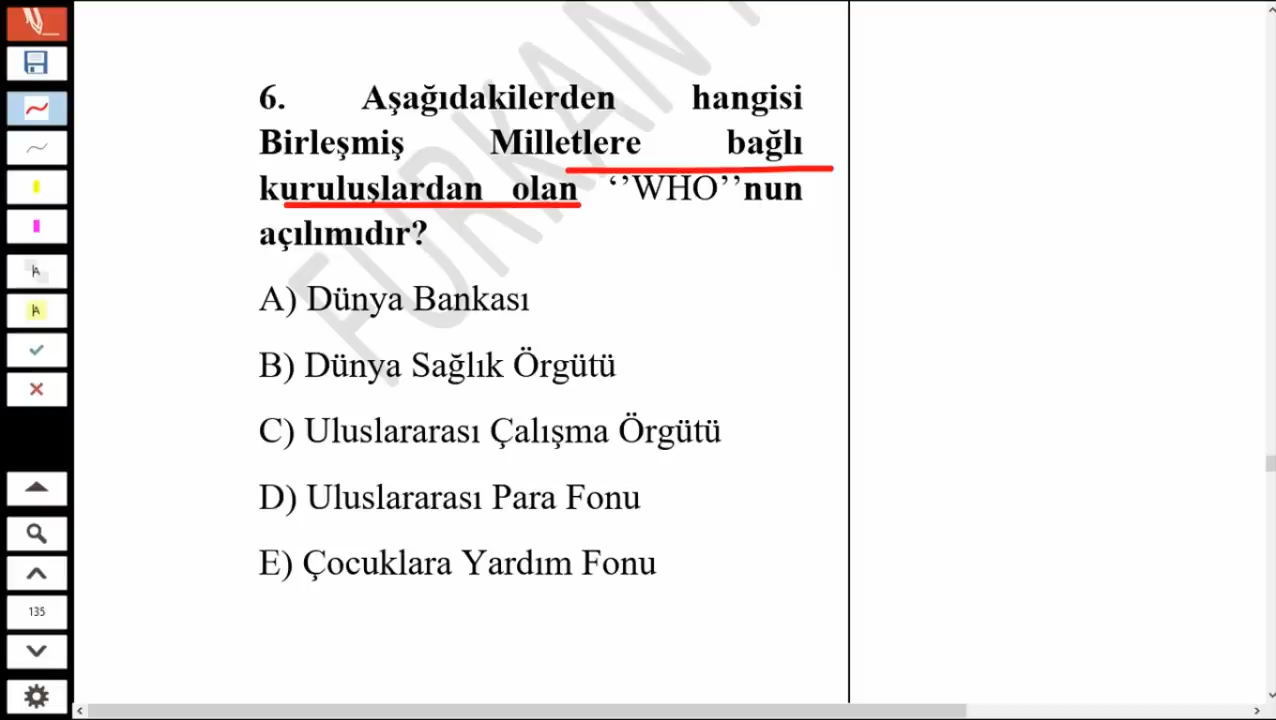 FURKAN
6. Aşağıdakilerden hangisi
Birleşmiş Milletlere bağlı
kuruluşlardan olan ‘’WHO’’nun
açılımıdır?
A) Dünya Bankası
B) Dünya Sağlık Örgütü
C) Uluslararası Çalışma Örgütü
D) Uluslararası Para Fonu
E) Çocuklara Yardım Fonu
A
A
135